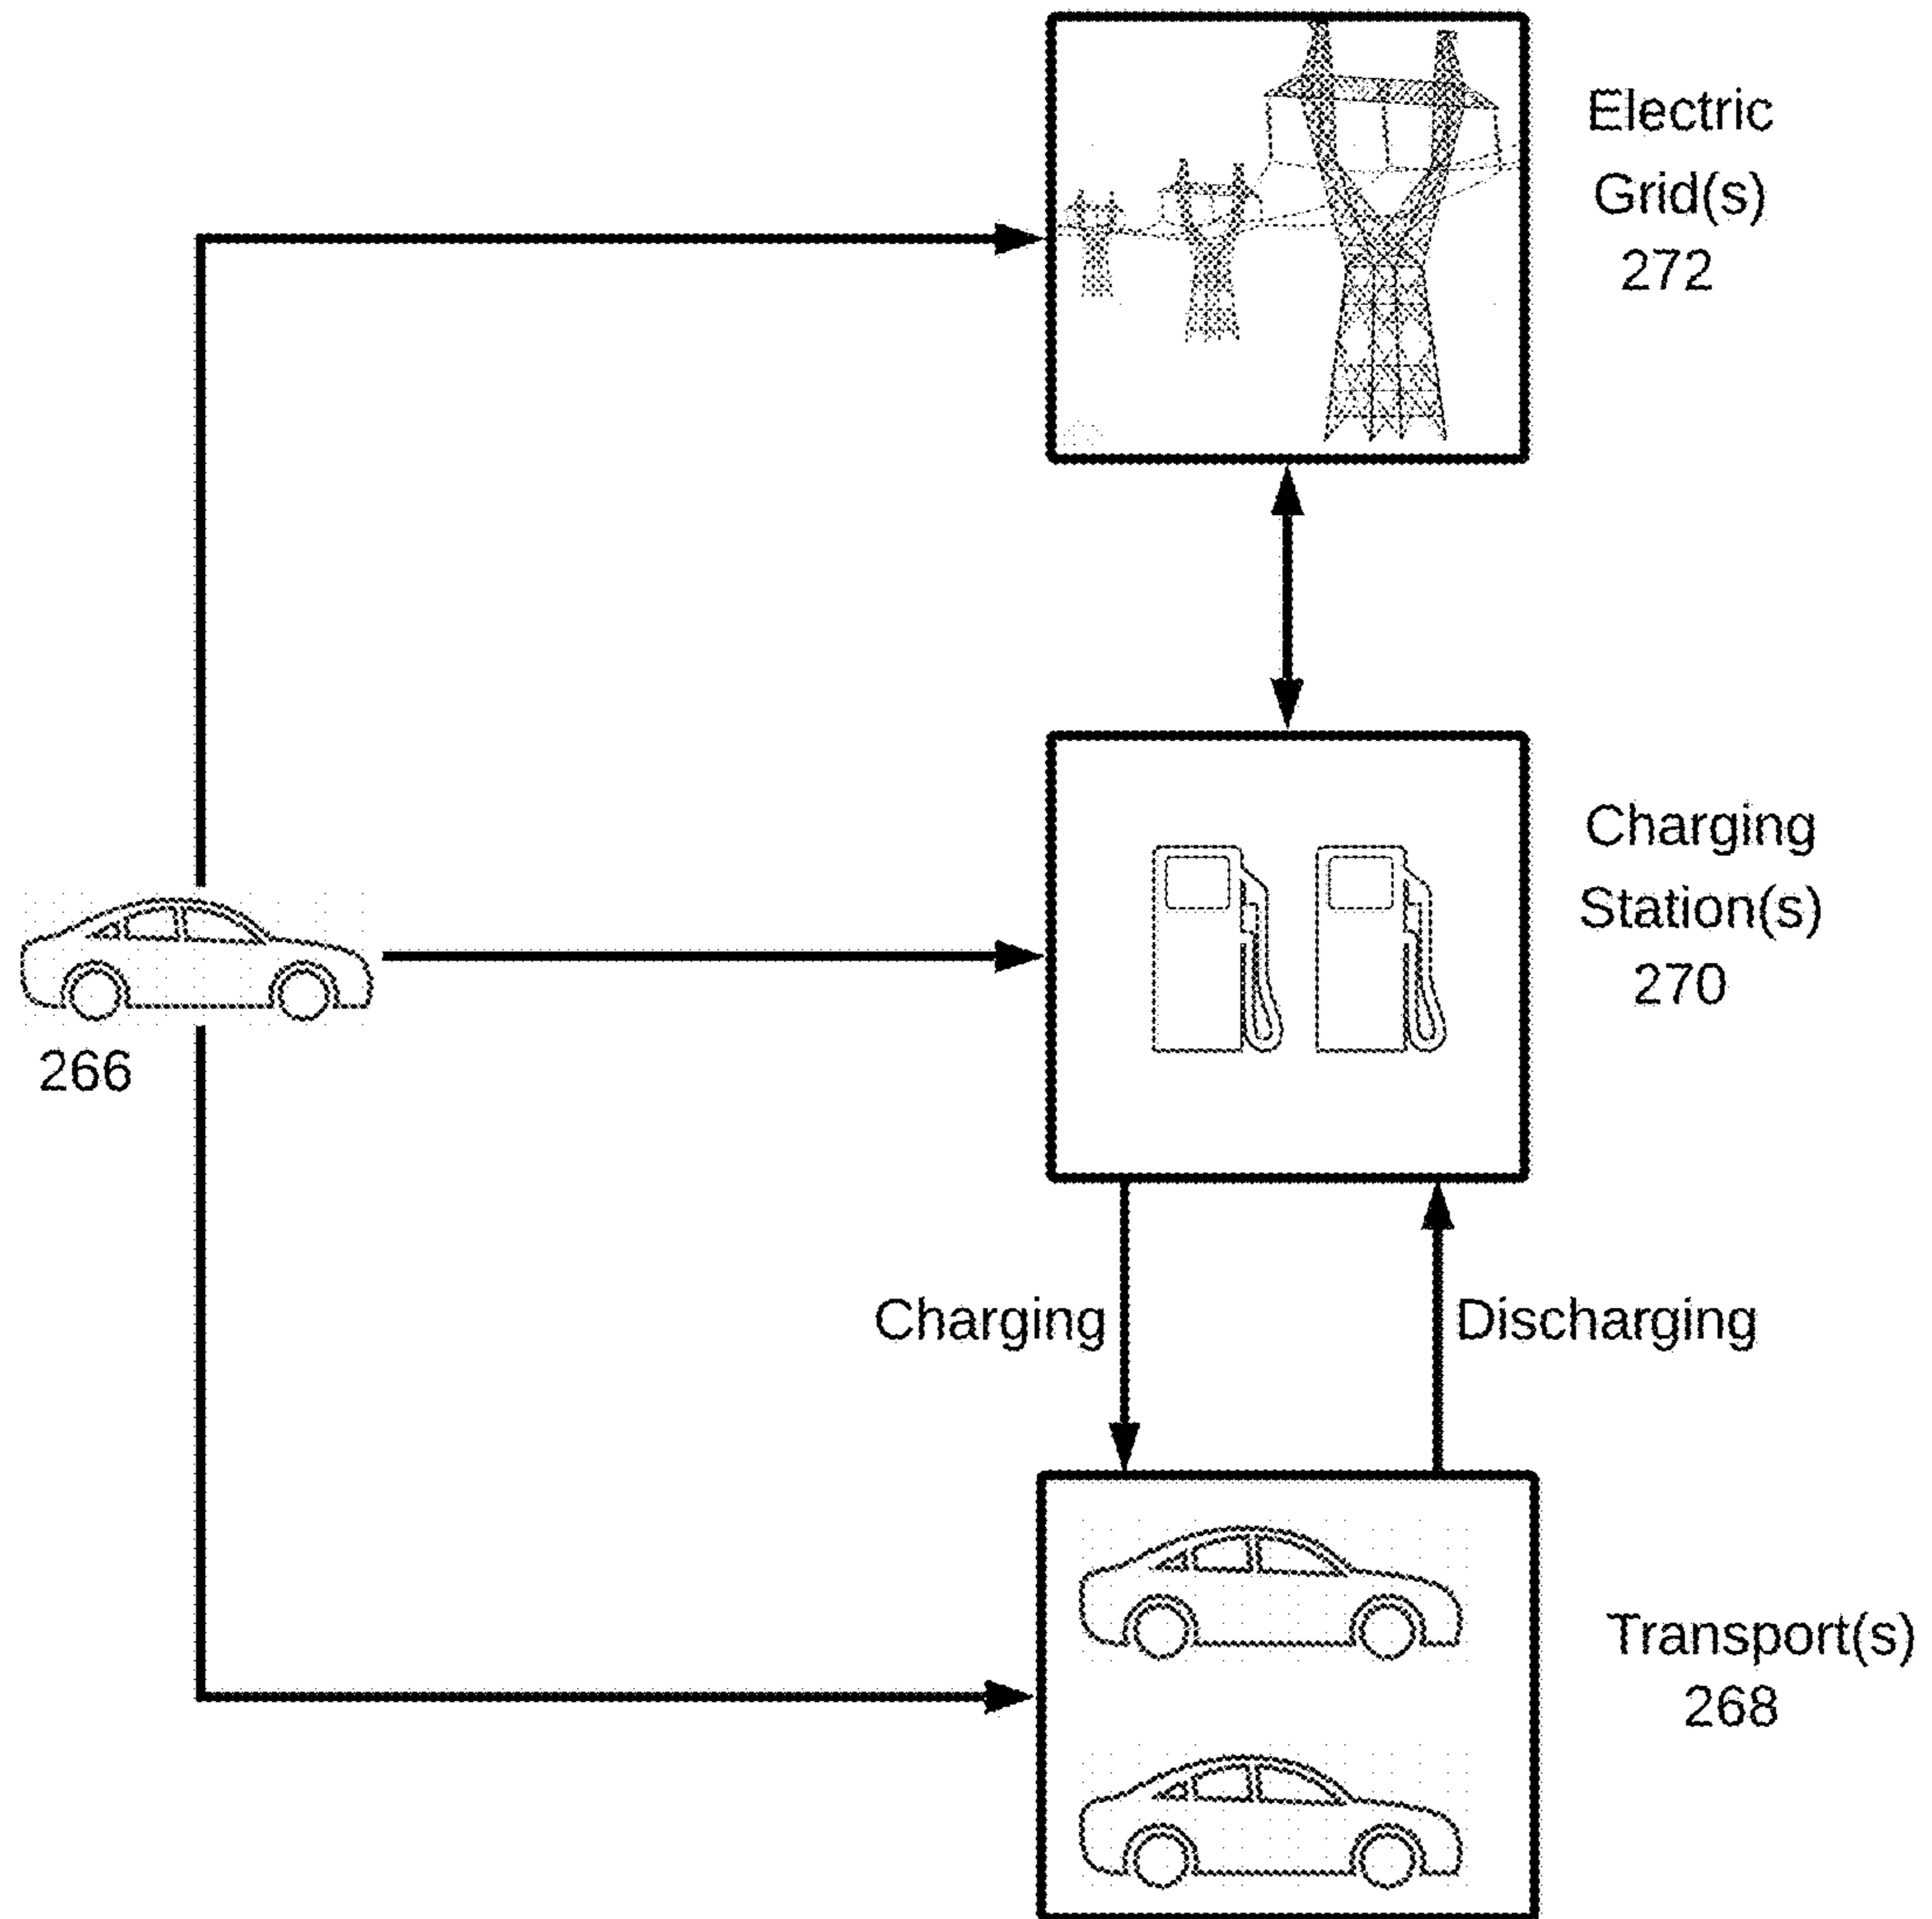 Electric
Grid(s)
272
Charging
Station(s)
270
266
Charging
Discharging
Transport(s)
268